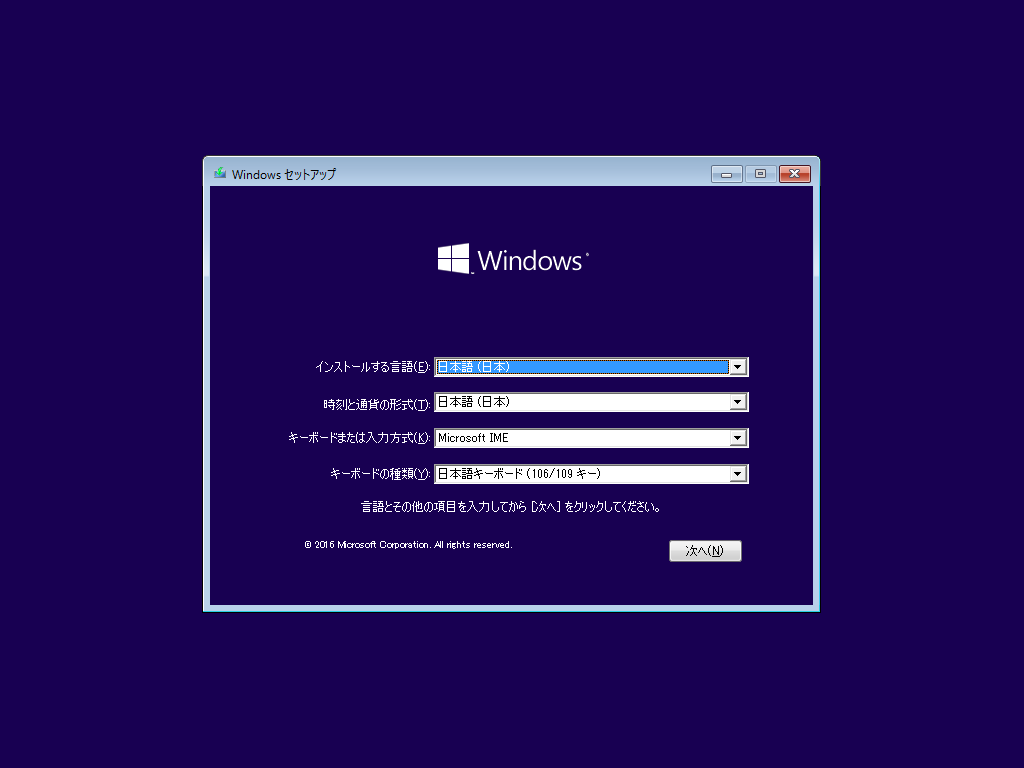 Windows セットアップ
Windows
インストールする言語(E): 日本語 (日本)
時刻と通貨の形式(T): 日本語 (日本)
キーボードまたは入力方式(K): Microsoft IME
キーボードの種類(Y): 日本語キーボード (106/109 キー)
言語とその他の項目を入力してから [次へ] をクリックしてください。
© 2016 Microsoft Corporation. All rights reserved.
次へ(N)